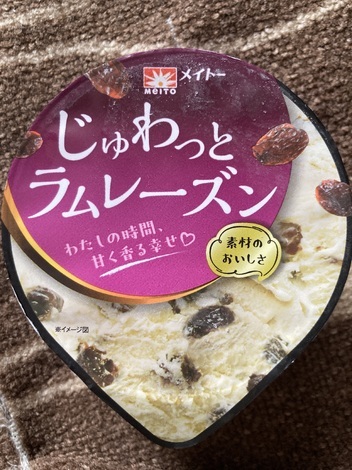 MEITO メイトー
じゅわっと
ラムレーズン
わたしの時間、
甘く香る幸せ♡
素材の
おいしさ
※イメージ図